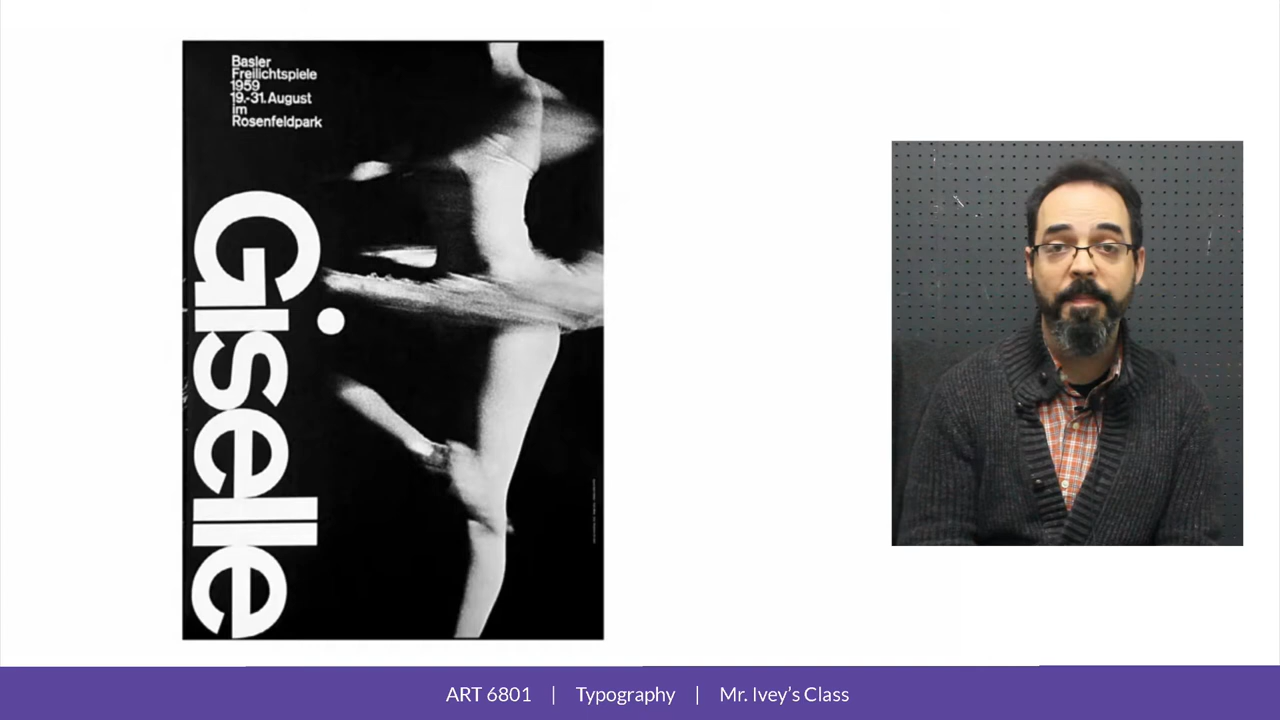 Basler
Freilichtspiele
1959
19.-31. August
im
Rosenfeldpark
Giselle
ART 6801 | Typography | Mr. Ivey's Class